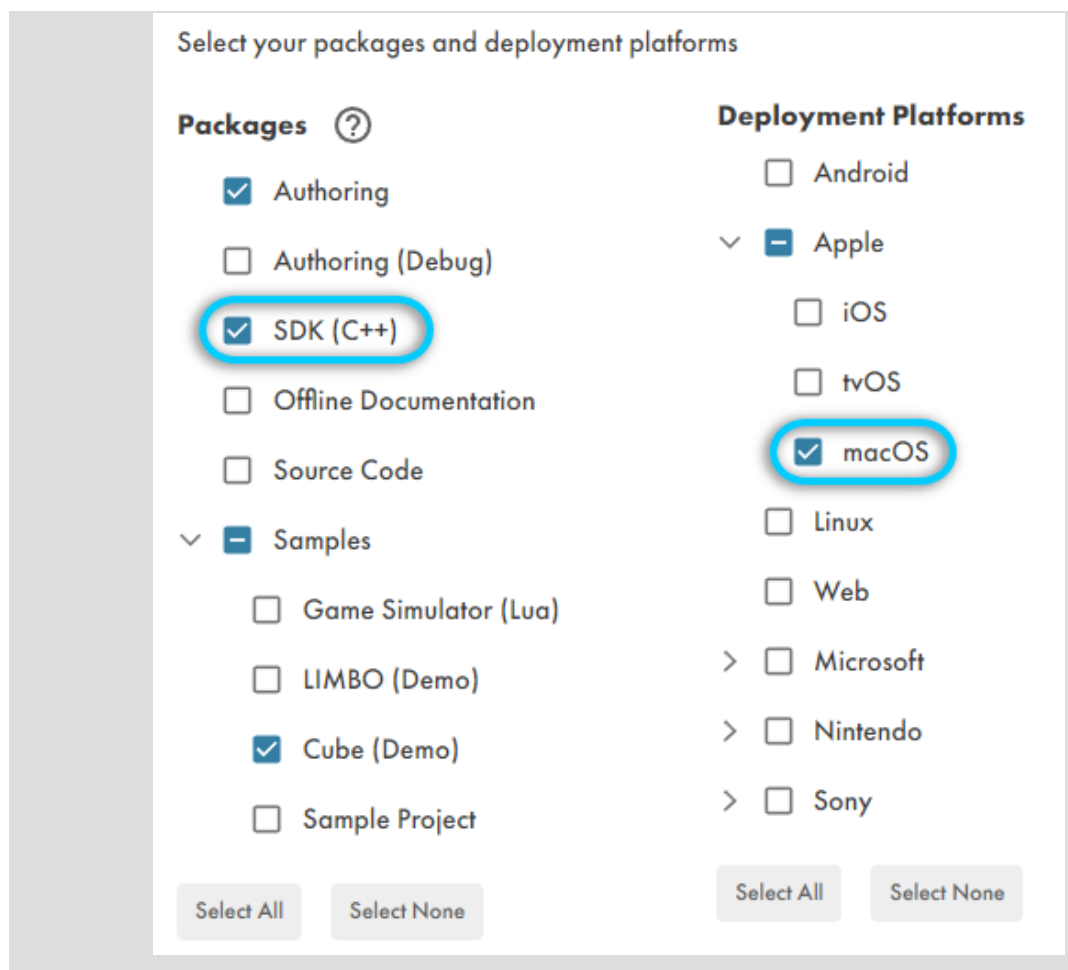 Select your packages and deployment platforms
Packages ?
Authoring
Authoring (Debug)
SDK (C++)
Offline Documentation
Source Code
Samples
Game Simulator (Lua)
LIMBO (Demo)
Cube (Demo)
Sample Project
Select All
Select None
Deployment Platforms
Android
Apple
iOS
tvOS
macOS
Linux
Web
Microsoft
Nintendo
Sony
Select All
Select None